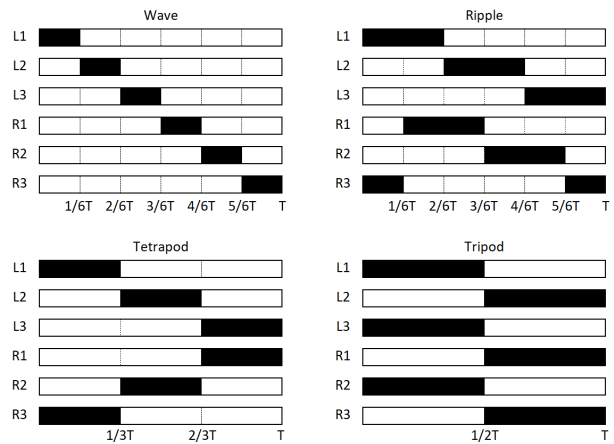 Wave
L1
L2
L3
R1
R2
R3
1/6T 2/6T 3/6T 4/6T 5/6T T
Ripple
L1
L2
L3
R1
R2
R3
1/6T 2/6T 3/6T 4/6T 5/6T T
Tetrapod
L1
L2
L3
R1
R2
R3
1/3T 2/3T T
Tripod
L1
L2
L3
R1
R2
R3
1/2T T